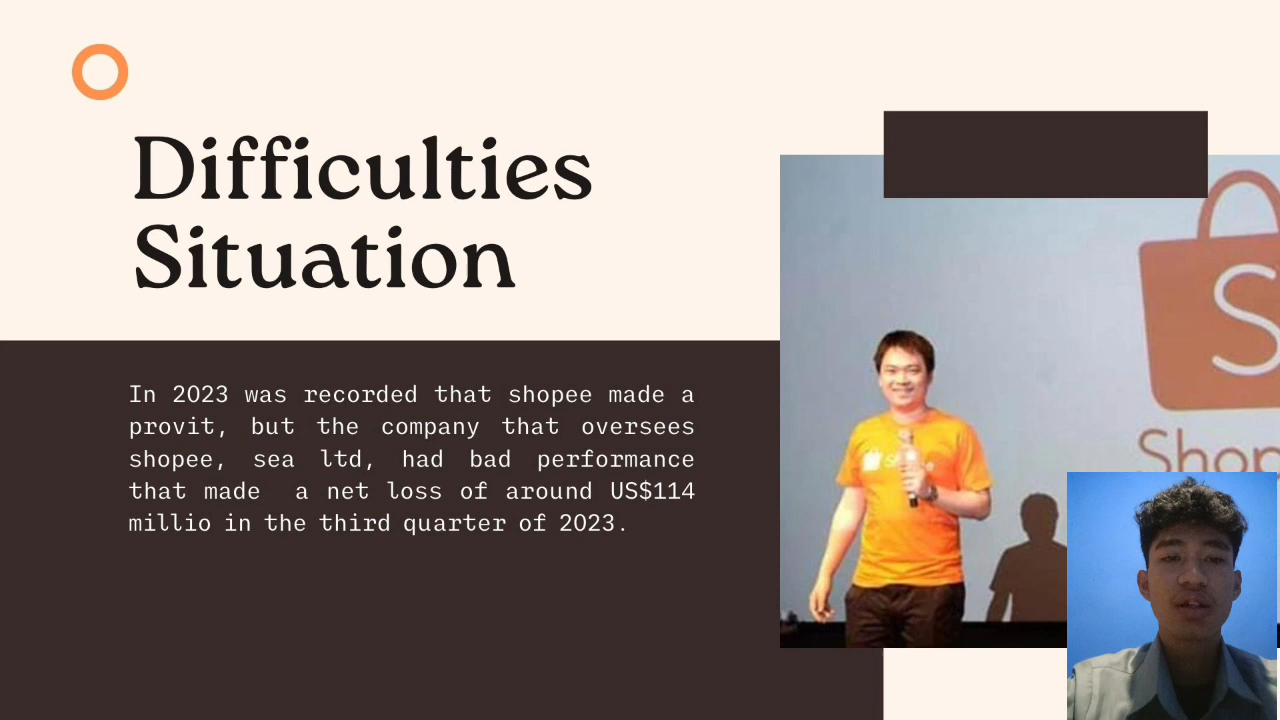 Difficulties
Situation
In 2023 was recorded that shopee made a
provit, but the company that oversees
shopee, sea ltd, had bad performance
that made a net loss of around US$114
millio in the third quarter of 2023.
S
Shop